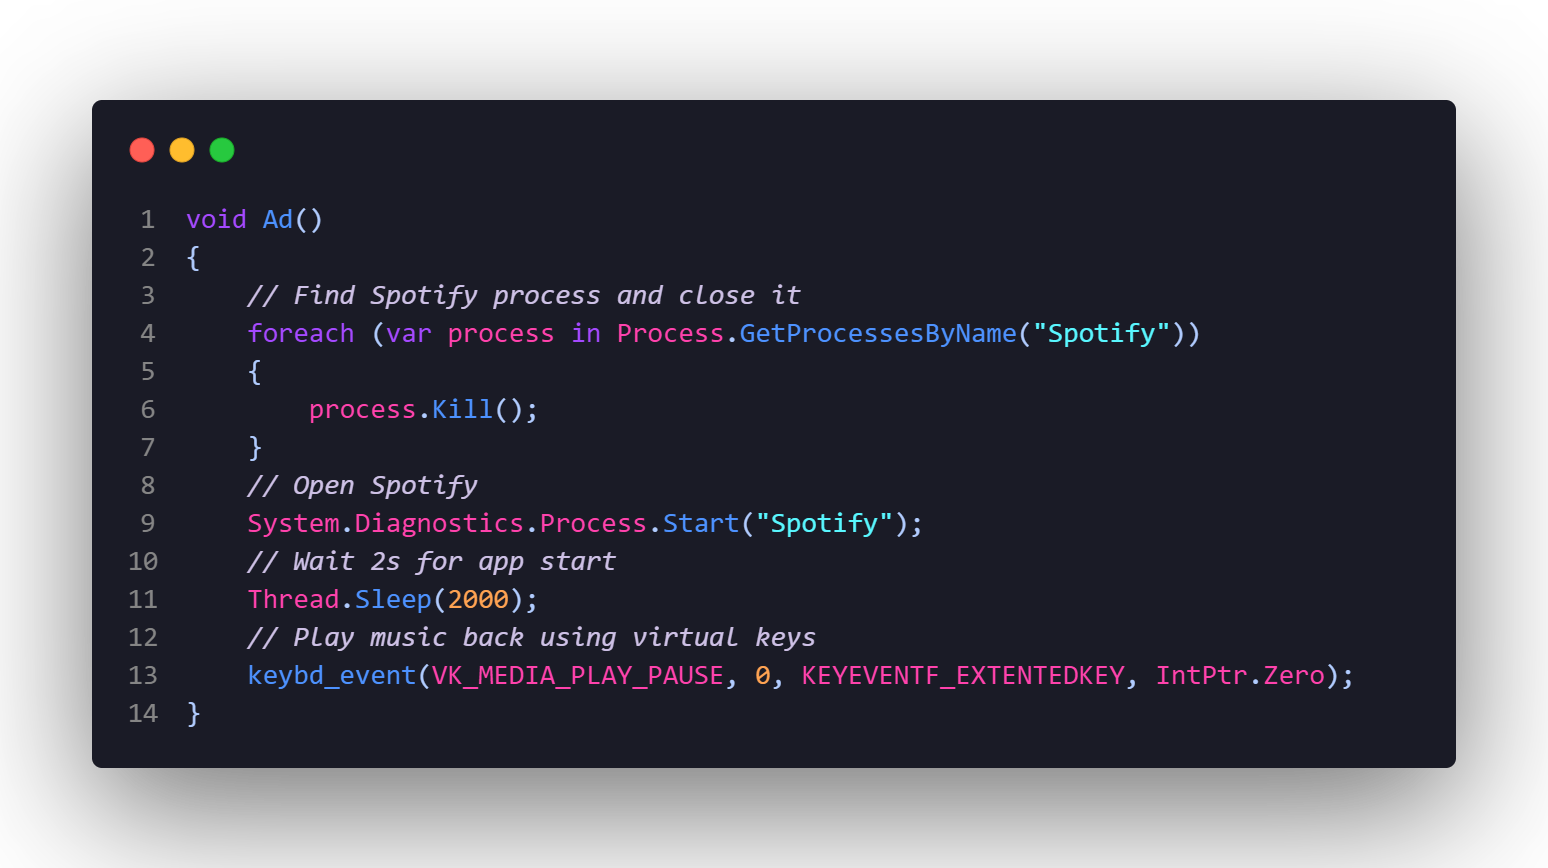 1 void Ad()
2 {
3     // Find Spotify process and close it
4     foreach (var process in Process.GetProcessesByName("Spotify"))
5     {
6         process.Kill();
7     }
8     // Open Spotify
9     System.Diagnostics.Process.Start("Spotify");
10     // Wait 2s for app start
11     Thread.Sleep(2000);
12     // Play music back using virtual keys
13     keybd_event(VK_MEDIA_PLAY_PAUSE, 0, KEYEVENTF_EXTENTEDKEY, IntPtr.Zero);
14 }